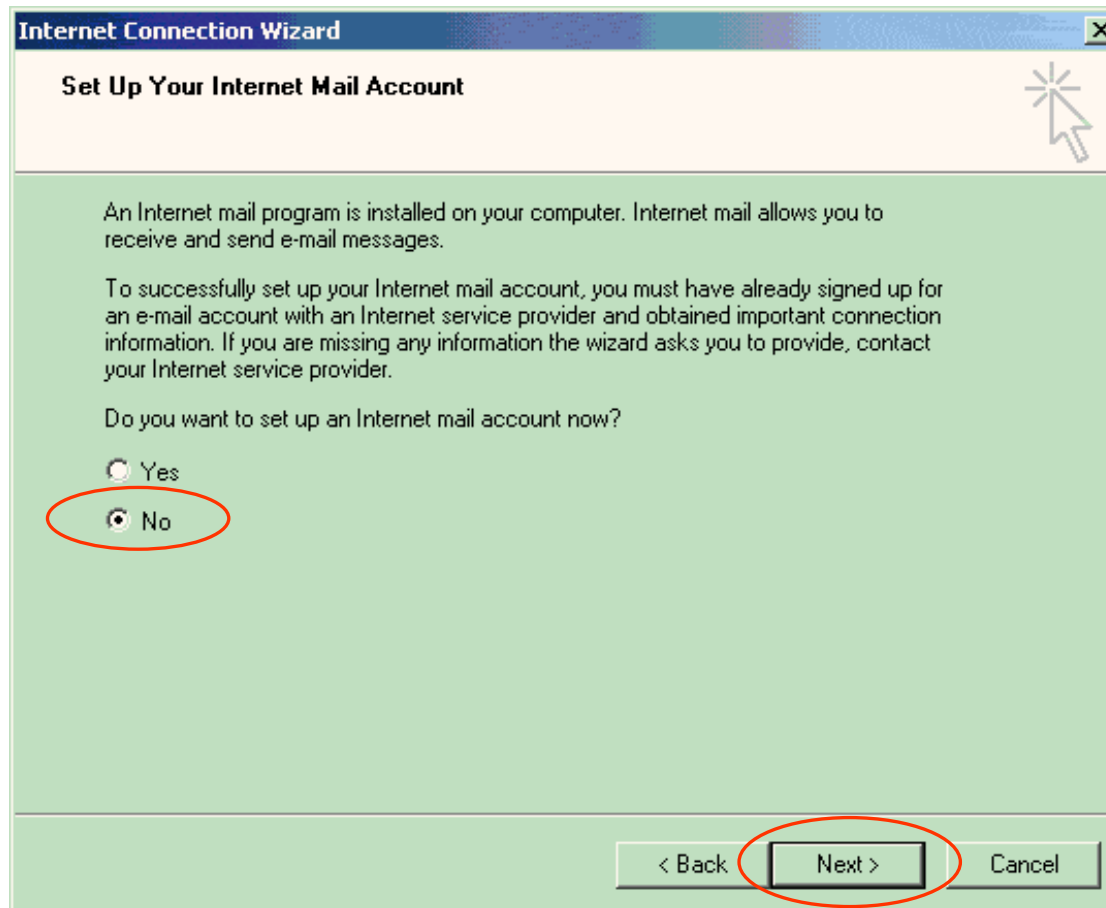 Internet Connection Wizard
Set Up Your Internet Mail Account
An Internet mail program is installed on your computer. Internet mail allows you to
receive and send e-mail messages.
To successfully set up your Internet mail account, you must have already signed up for
an e-mail account with an Internet service provider and obtained important connection
information. If you are missing any information the wizard asks you to provide, contact
your Internet service provider.
Do you want to set up an Internet mail account now?
Yes
No
< Back Next > Cancel